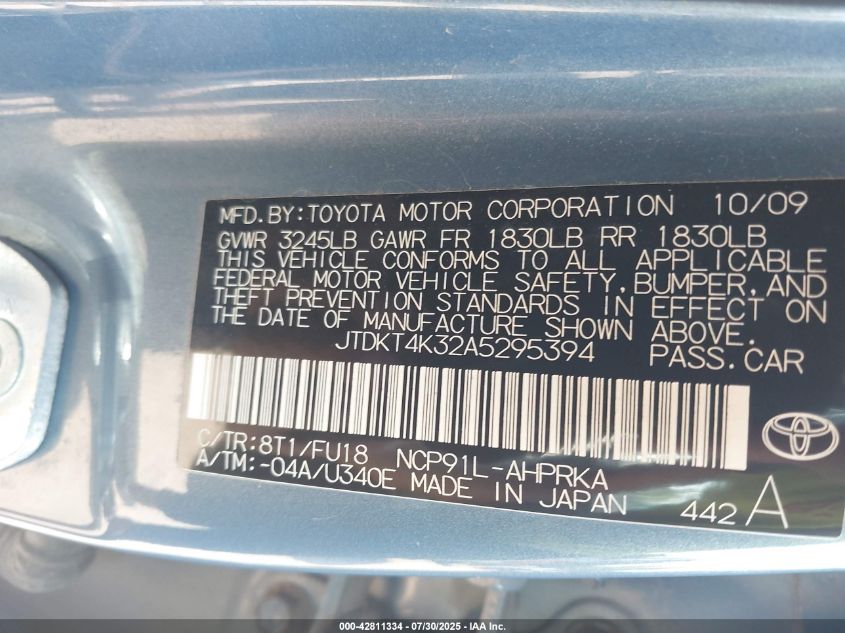 MFD.BY:TOYOTA MOTOR CORPORATION 10/09
GVWR 3245LB GAWR FR 1830LB RR 1830LB
THIS VEHICLE CONFORMS TO ALL APPLICABLE
FEDERAL MOTOR VEHICLE SAFETY,BUMPER,AND
THEFT PREVENTION STANDARDS IN EFFECT ON
THE DATE OF MANUFACTURE SHOWN ABOVE.
JTDKT4K32A5295394 PASS.CAR
C/TR:8T1/FU18 NCP91L-AHPRKA
A/TM:-04A/U340E MADE IN JAPAN 442 A
000-42811334 / 07/30/2025 - IAA Inc.